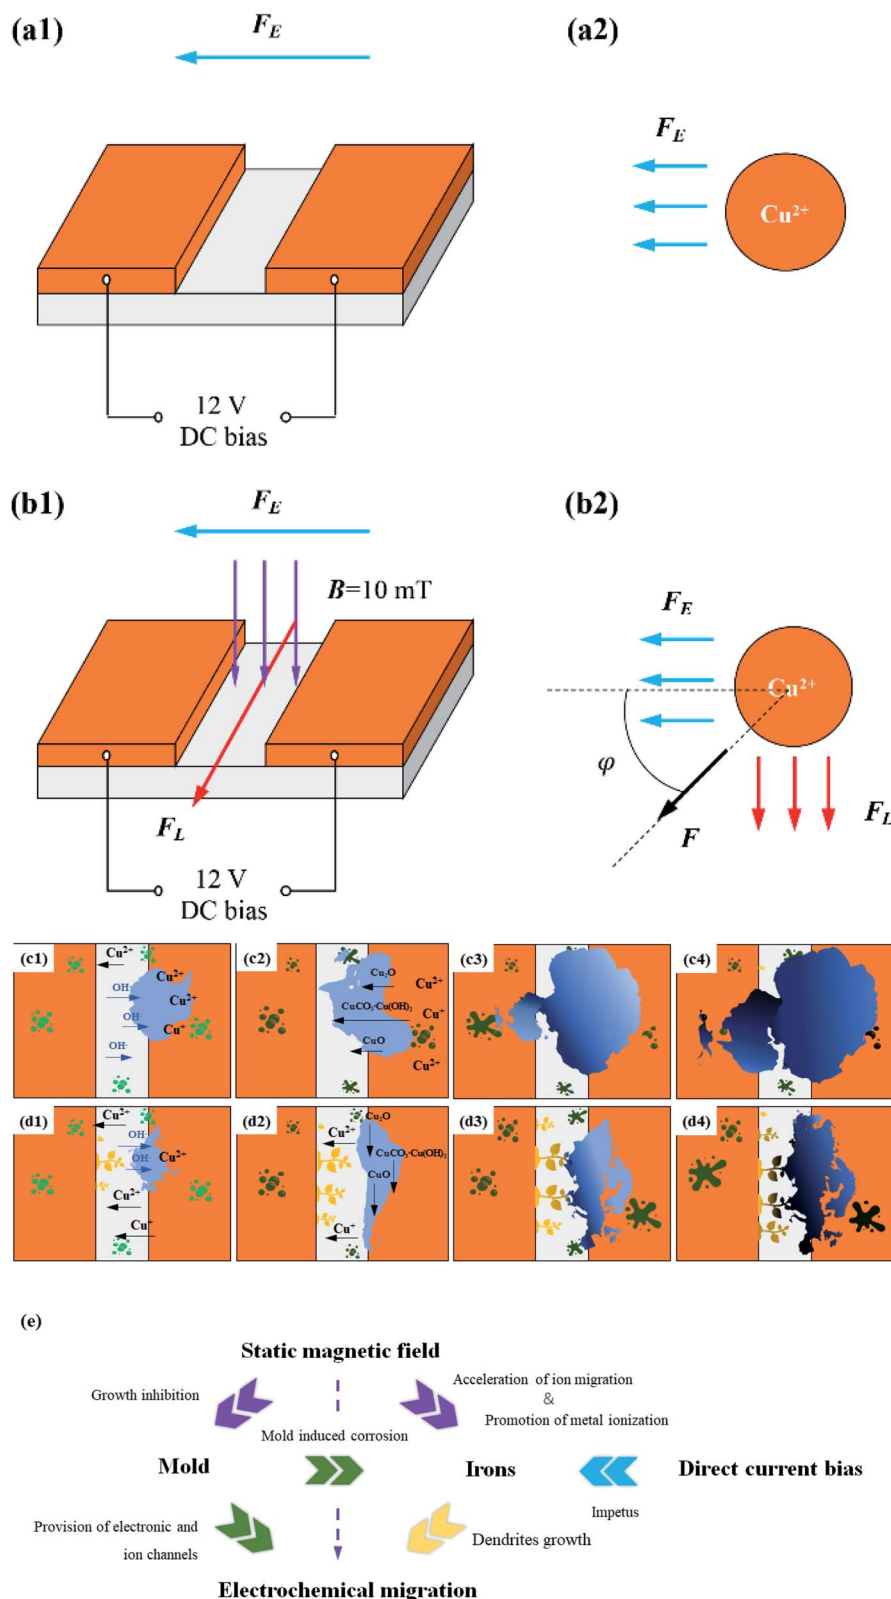 (a1)
F_E
(a2)
F_E
Cu²⁺
12 V
DC bias
(b1)
F_E
B=10 mT
F_L
12 V
DC bias
(b2)
F_E
Cu²⁺
φ
F
F_L
(c1)
Cu²⁺
Cu²⁺
OH⁻
Cu²⁺
OH⁻
Cu⁺
OH⁻
(c2)
Cu₂O
Cu²⁺
CuCO₃·Cu(OH)₂
Cu⁺
CuO
Cu²⁺
(c3)
(c4)
(d1)
Cu²⁺
OH⁻
OH⁻
Cu²⁺
Cu²⁺
Cu⁺
(d2)
Cu₂O
Cu²⁺
CuCO₃·Cu(OH)₂
CuO
Cu⁺
(d3)
(d4)
(e)
Static magnetic field
Growth inhibition
Acceleration of ion migration
&
Promotion of metal ionization
Mold induced corrosion
Mold
Irons
Direct current bias
Impetus
Provision of electronic and
ion channels
Dendrites growth
Electrochemical migration